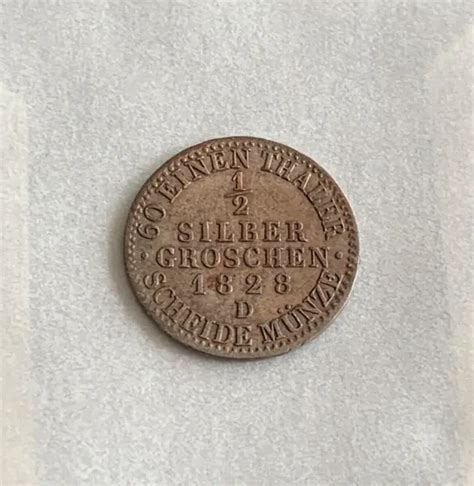 · 60 EINEN THALER ·
1/2
SILBER
GROSCHEN
1828
D
SCHEIDE MÜNZE